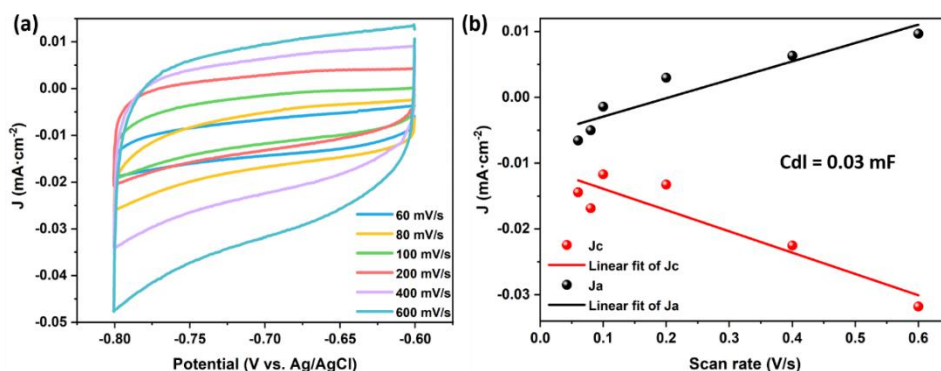 (a)
J (mA·cm⁻²)
0.01
0.00
-0.01
-0.02
-0.03
-0.04
-0.05
60 mV/s
80 mV/s
100 mV/s
200 mV/s
400 mV/s
600 mV/s
-0.80
-0.75
-0.70
-0.65
-0.60
Potential (V vs. Ag/AgCl)
(b)
J (mA·cm⁻²)
0.01
0.00
-0.01
-0.02
-0.03
Cdl = 0.03 mF
Jc
Linear fit of Jc
Ja
Linear fit of Ja
0.0
0.1
0.2
0.3
0.4
0.5
0.6
Scan rate (V/s)